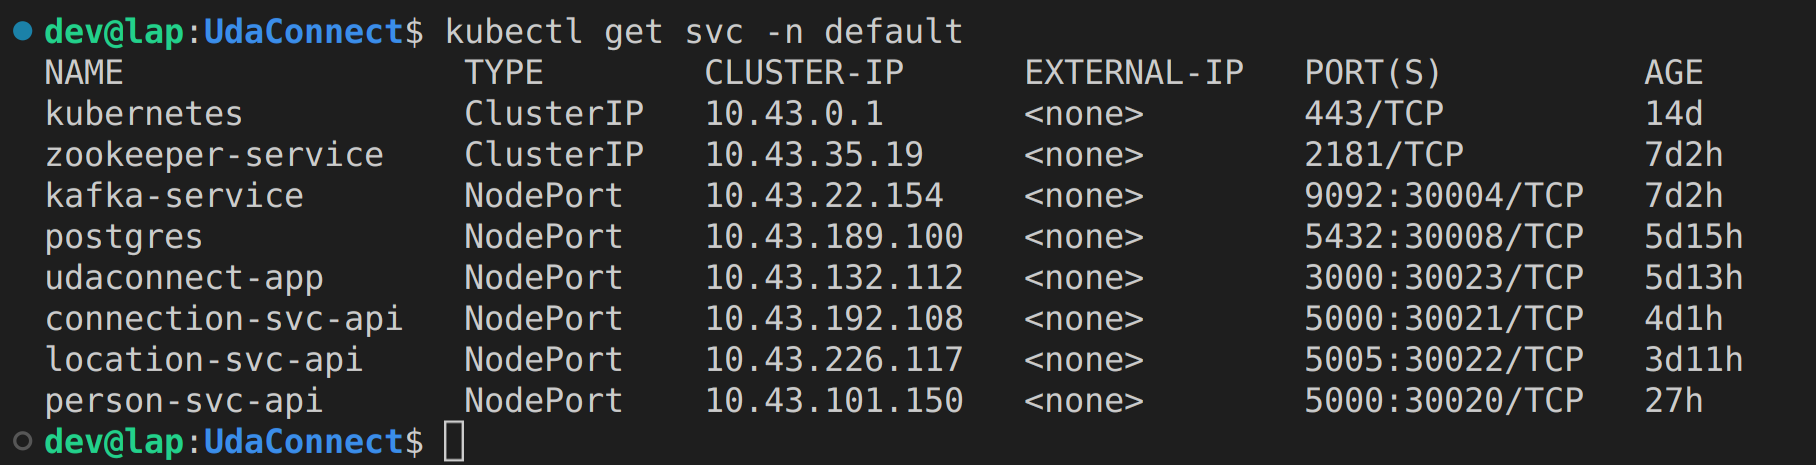 dev@lap:UdaConnect$ kubectl get svc -n default
NAME                 TYPE        CLUSTER-IP      EXTERNAL-IP   PORT(S)          AGE
kubernetes           ClusterIP   10.43.0.1       <none>        443/TCP          14d
zookeeper-service    ClusterIP   10.43.35.19     <none>        2181/TCP         7d2h
kafka-service        NodePort    10.43.22.154    <none>        9092:30004/TCP   7d2h
postgres             NodePort    10.43.189.100   <none>        5432:30008/TCP   5d15h
udaconnect-app       NodePort    10.43.132.112   <none>        3000:30023/TCP   5d13h
connection-svc-api   NodePort    10.43.192.108   <none>        5000:30021/TCP   4d1h
location-svc-api     NodePort    10.43.226.117   <none>        5005:30022/TCP   3d11h
person-svc-api       NodePort    10.43.101.150   <none>        5000:30020/TCP   27h
dev@lap:UdaConnect$